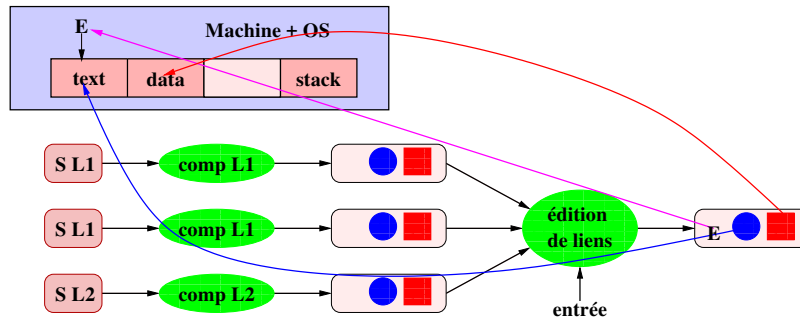 E
Machine + OS
text
data
stack
S L1
comp L1
S L1
comp L1
édition
de liens
E
S L2
comp L2
entrée